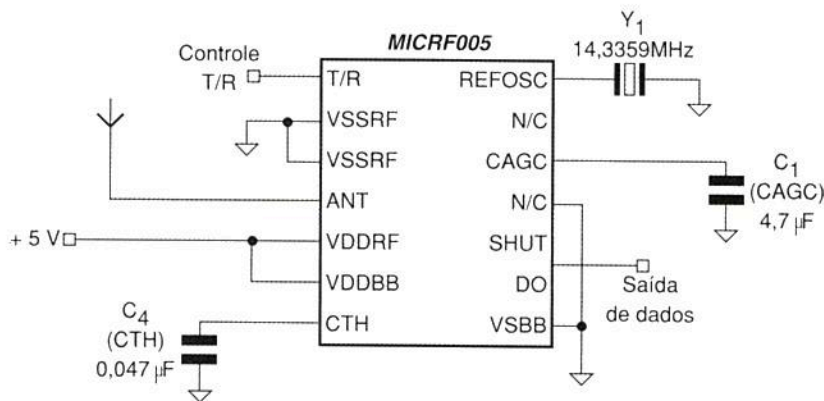 MICRF005
Controle
T/R
T/R
VSSRF
VSSRF
ANT
+ 5 V
VDDRF
VDDBB
CTH
C4
(CTH)
0,047 µF
REFOSC
N/C
CAGC
N/C
SHUT
DO
VSBB
Y1
14,3359MHz
C1
(CAGC)
4,7 µF
Saída
de dados